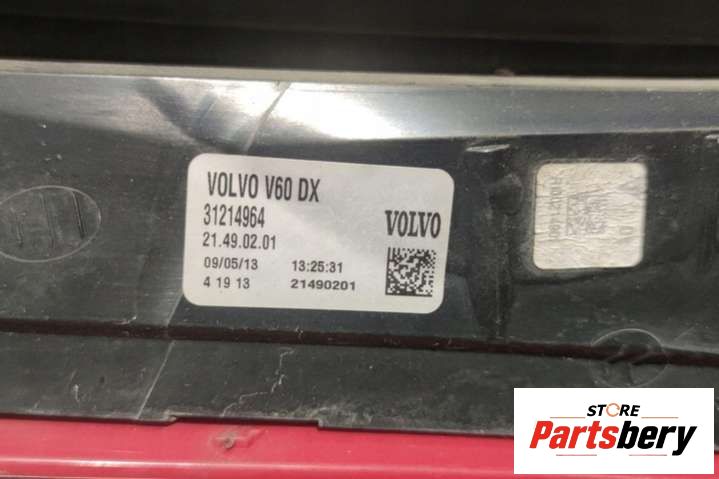 VOLVO V60 DX
31214964
21.49.02.01
09/05/13 13:25:31
4 19 13 21490201
VOLVO
STORE
Partsbery